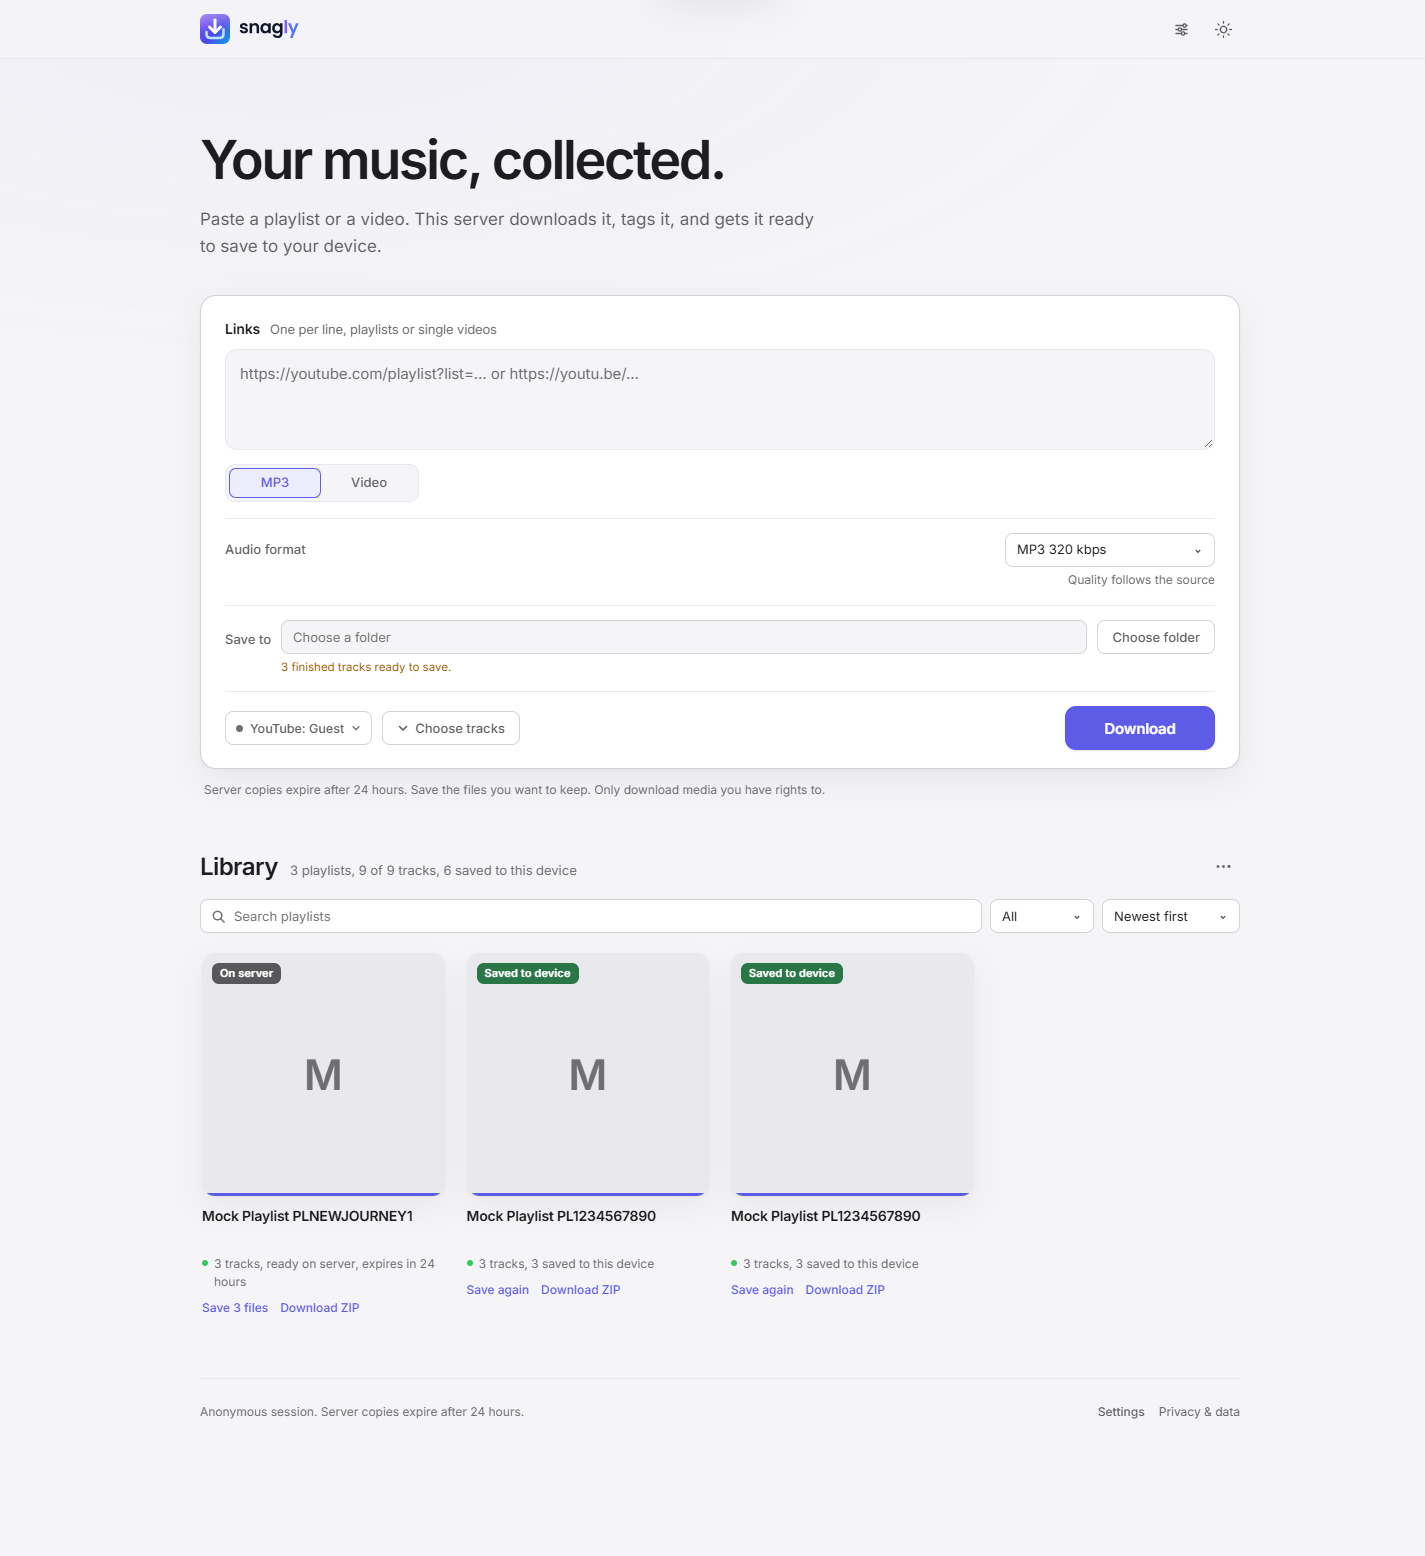 snagly
Your music, collected.
Paste a playlist or a video. This server downloads it, tags it, and gets it ready
to save to your device.
Links One per line, playlists or single videos
https://youtube.com/playlist?list=... or https://youtu.be/...
MP3 Video
Audio format MP3 320 kbps
Quality follows the source
Save to Choose a folder Choose folder
3 finished tracks ready to save.
YouTube: Guest Choose tracks Download
Server copies expire after 24 hours. Save the files you want to keep. Only download media you have rights to.
Library 3 playlists, 9 of 9 tracks, 6 saved to this device
Search playlists All Newest first
On server Saved to device Saved to device
M M M
Mock Playlist PLNEWJOURNEY1
3 tracks, ready on server, expires in 24
hours
Save 3 files Download ZIP
Mock Playlist PL1234567890
3 tracks, 3 saved to this device
Save again Download ZIP
Mock Playlist PL1234567890
3 tracks, 3 saved to this device
Save again Download ZIP
Anonymous session. Server copies expire after 24 hours. Settings Privacy & data